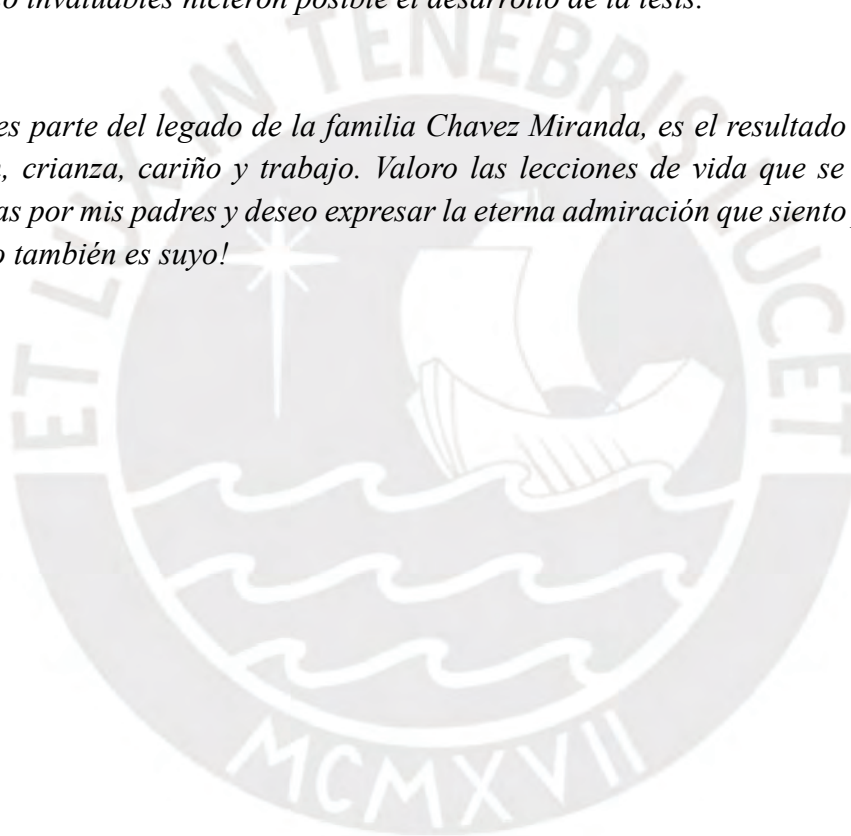 o invaluables hicieron posible el desarrollo de la tesis.
es parte del legado de la familia Chavez Miranda, es el resultado
, crianza, cariño y trabajo. Valoro las lecciones de vida que se
as por mis padres y deseo expresar la eterna admiración que siento
o también es suyo!
ET LUX IN TENEBRIS LUCET
MCMXVII